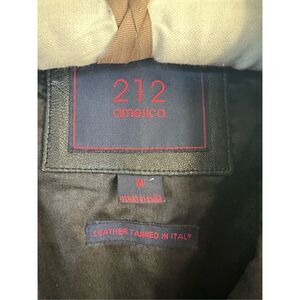 212
america
M
made in india
LEATHER TANNED IN ITALY